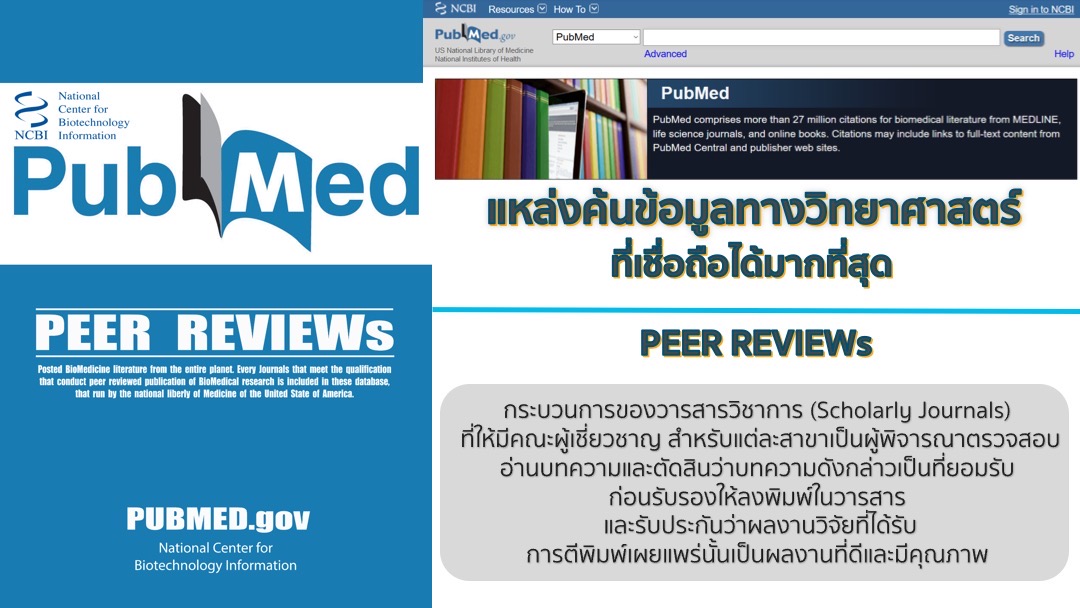 National
Center for
Biotechnology
Information
NCBI
PubMed
PEER REVIEWs
Posted BioMedicine literature from the entire planet. Every Journals that meet the qualification
that conduct peer reviewed publication of BioMedical research is included in these database,
that run by the national liberly of Medicine of the United State of America.
PUBMED.gov
National Center for
Biotechnology Information
NCBI Resources How To Sign in to NCBI
PubMed.gov
US National Library of Medicine
National Institutes of Health
PubMed
Search
Advanced
Help
PubMed
PubMed comprises more than 27 million citations for biomedical literature from MEDLINE,
life science journals, and online books. Citations may include links to full-text content from
PubMed Central and publisher web sites.
แหล่งค้นข้อมูลทางวิทยาศาสตร์
ที่เชื่อถือได้มากที่สุด
PEER REVIEWs
กระบวนการของวารสารวิชาการ (Scholarly Journals)
ที่ให้มีคณะผู้เชี่ยวชาญ สำหรับแต่ละสาขาเป็นผู้พิจารณาตรวจสอบ
อ่านบทความและตัดสินว่าบทความดังกล่าวเป็นที่ยอมรับ
ก่อนรับรองให้ลงพิมพ์ในวารสาร
และรับประกันว่าผลงานวิจัยที่ได้รับ
การตีพิมพ์เผยแพร่นั้นเป็นผลงานที่ดีและมีคุณภาพ